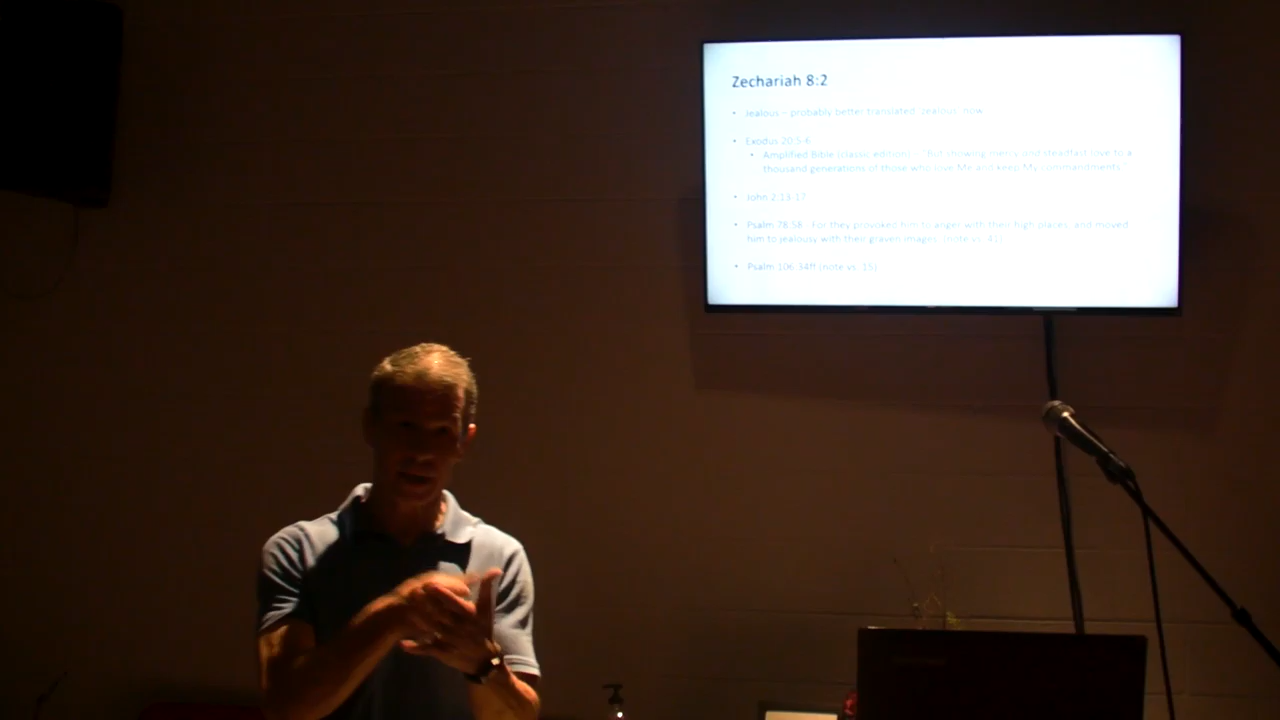 Zechariah 8:2
• Jealous – probably better translated zealous now
• Exodus 20:5-6
• Amplified Bible (classic edition) – "But showing mercy and steadfast love to a
thousand generations of those who love Me and keep My commandments"
• John 2:13-17
• Psalm 78:58 For they provoked him to anger with their high places, and moved
him to jealousy with their graven images. (note vs. 41)
• Psalm 106:34ff (note vs. 15)